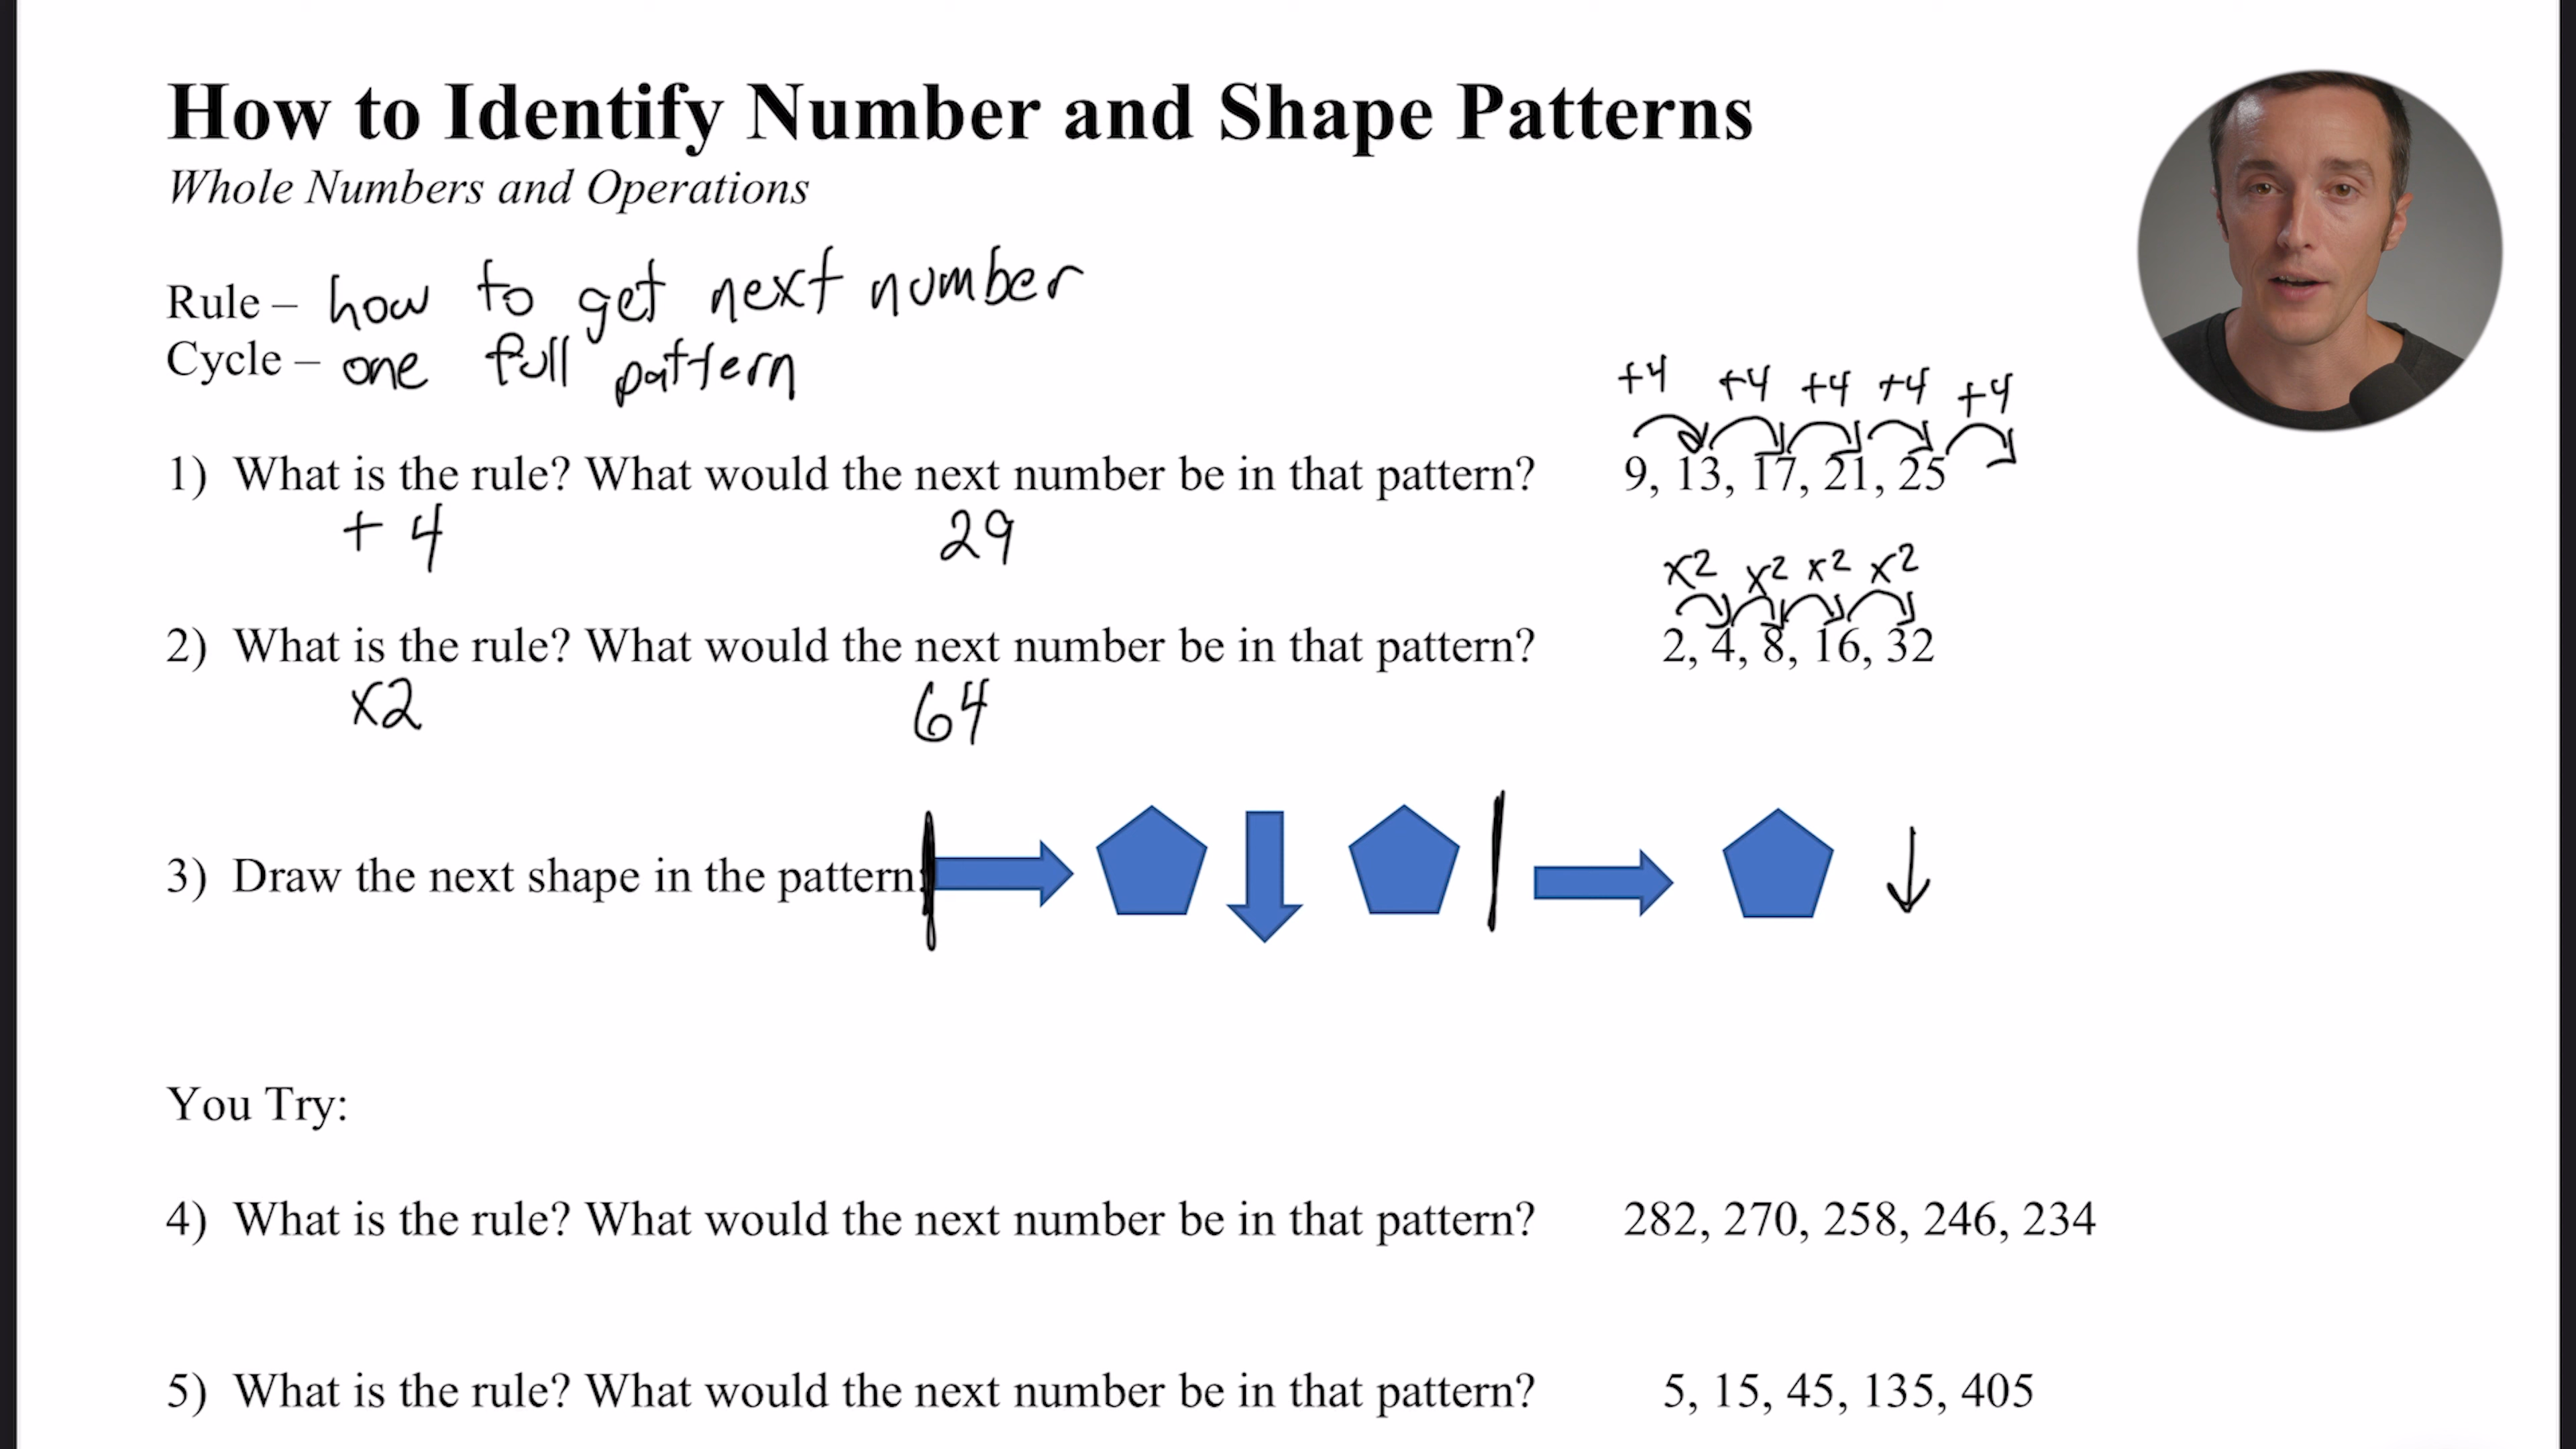 How to Identify Number and Shape Patterns
Whole Numbers and Operations
Rule – how to get next number
Cycle – one full pattern
+4 +4 +4 +4 +4
1) What is the rule? What would the next number be in that pattern? 9, 13, 17, 21, 25
+ 4 29
x2 x2 x2 x2
2) What is the rule? What would the next number be in that pattern? 2, 4, 8, 16, 32
x2 64
3) Draw the next shape in the pattern:
You Try:
4) What is the rule? What would the next number be in that pattern? 282, 270, 258, 246, 234
5) What is the rule? What would the next number be in that pattern? 5, 15, 45, 135, 405